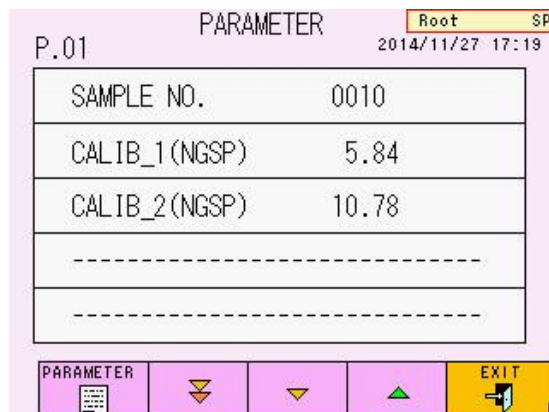 PARAMETER
Root SP
P.01
2014/11/27 17:19
SAMPLE NO. 0010
CALIB_1(NGSP) 5.84
CALIB_2(NGSP) 10.78
--------------------------------
--------------------------------
PARAMETER
EXIT